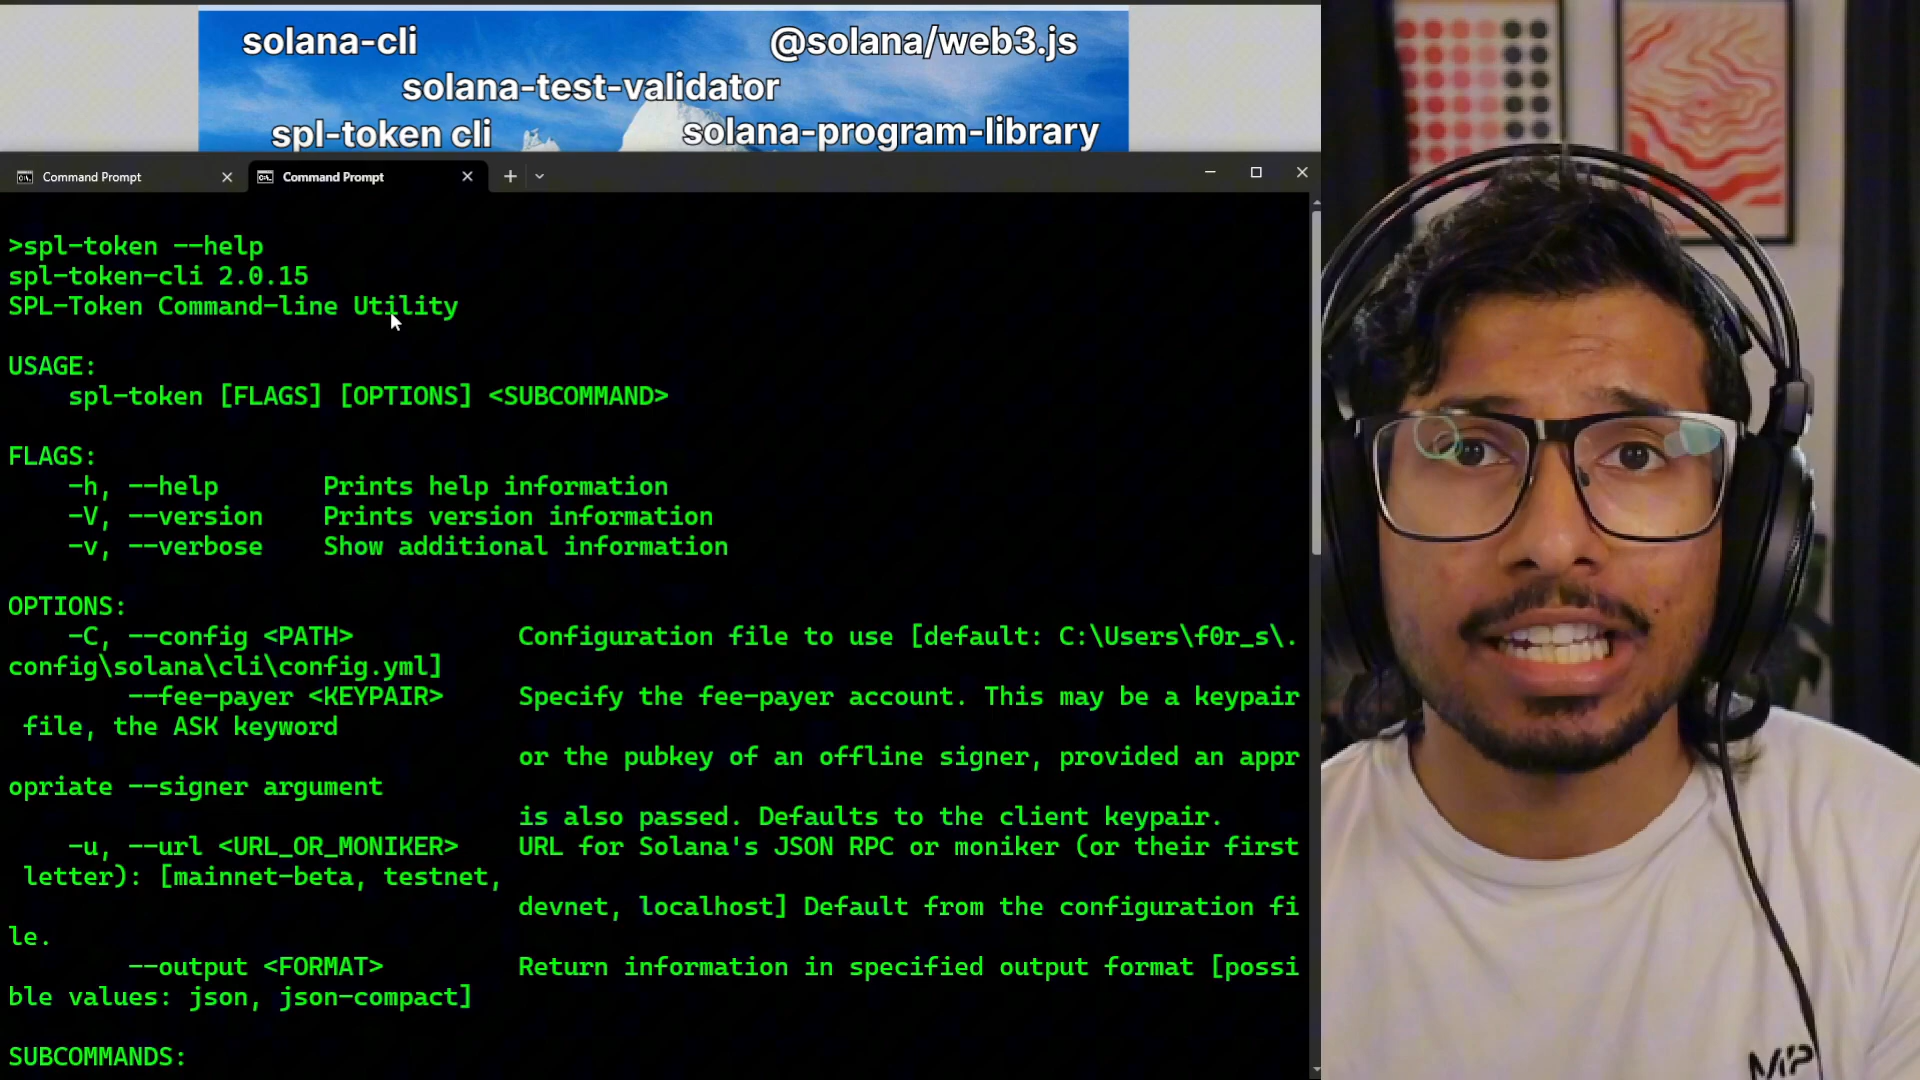 solana-cli
@solana/web3.js
solana-test-validator
spl-token cli
solana-program-library
Command Prompt
Command Prompt
>spl-token --help
spl-token-cli 2.0.15
SPL-Token Command-line Utility
USAGE:
spl-token [FLAGS] [OPTIONS] <SUBCOMMAND>
FLAGS:
-h, --help Prints help information
-V, --version Prints version information
-v, --verbose Show additional information
OPTIONS:
-C, --config <PATH> Configuration file to use [default: C:\Users\f0r_s\.
config\solana\cli\config.yml]
--fee-payer <KEYPAIR> Specify the fee-payer account. This may be a keypair
file, the ASK keyword
or the pubkey of an offline signer, provided an appr
opriate --signer argument
is also passed. Defaults to the client keypair.
-u, --url <URL_OR_MONIKER> URL for Solana's JSON RPC or moniker (or their first
letter): [mainnet-beta, testnet,
devnet, localhost] Default from the configuration fi
le.
--output <FORMAT> Return information in specified output format [possi
ble values: json, json-compact]
SUBCOMMANDS: